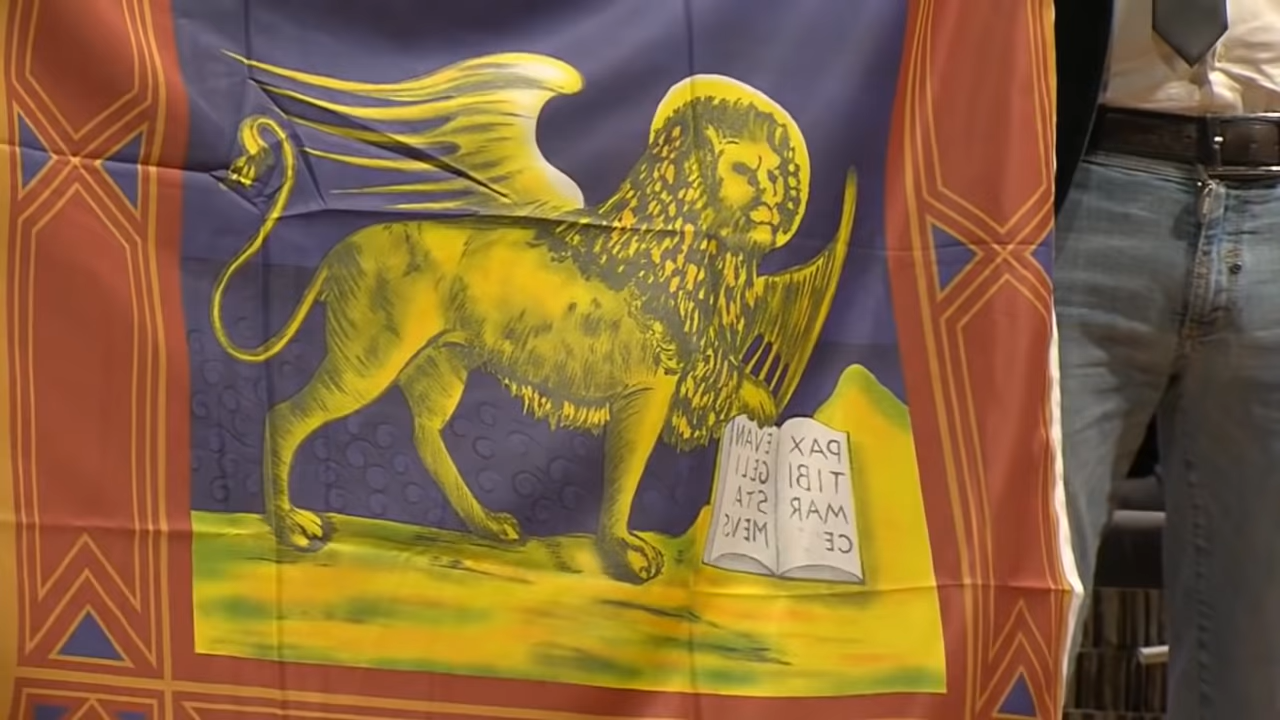 PAX
TIBI
MAR
CE
EVAN
GELI
STA
MEVS